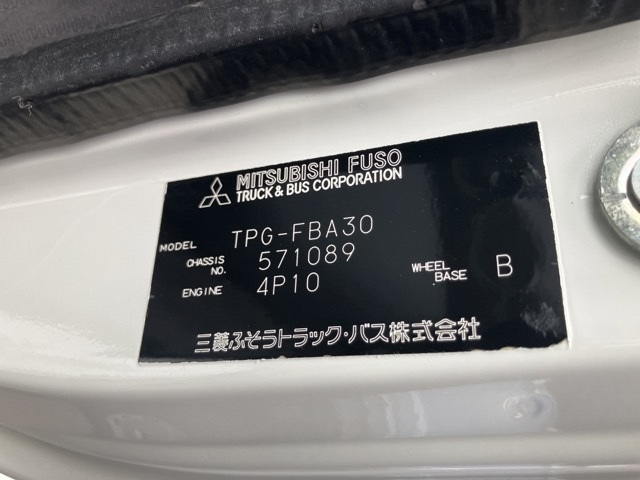 MITSUBISHI FUSO
TRUCK & BUS CORPORATION
MODEL TPG-FBA30
CHASSIS NO. 571089
ENGINE 4P10 WHEEL BASE B
三菱ふそうトラック・バス株式会社